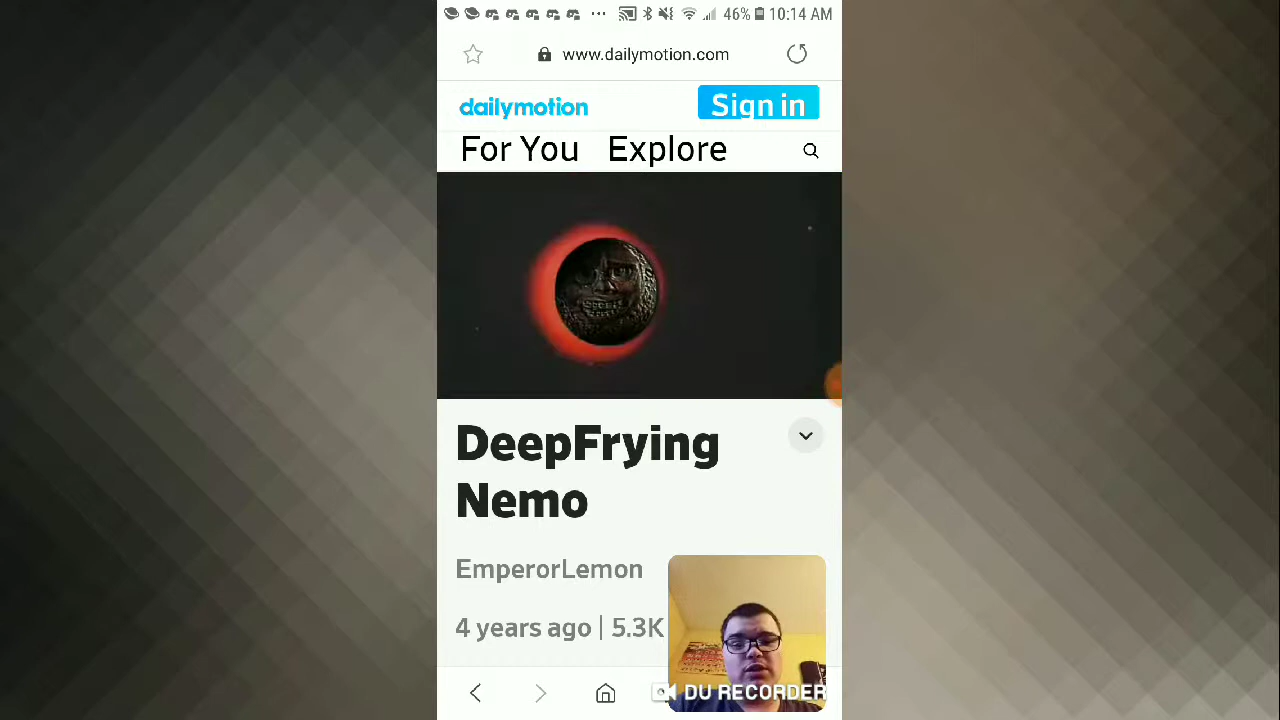 46% 10:14 AM
www.dailymotion.com
dailymotion
Sign in
For You Explore
DeepFrying
Nemo
EmperorLemon
4 years ago | 5.3K
DU RECORDER